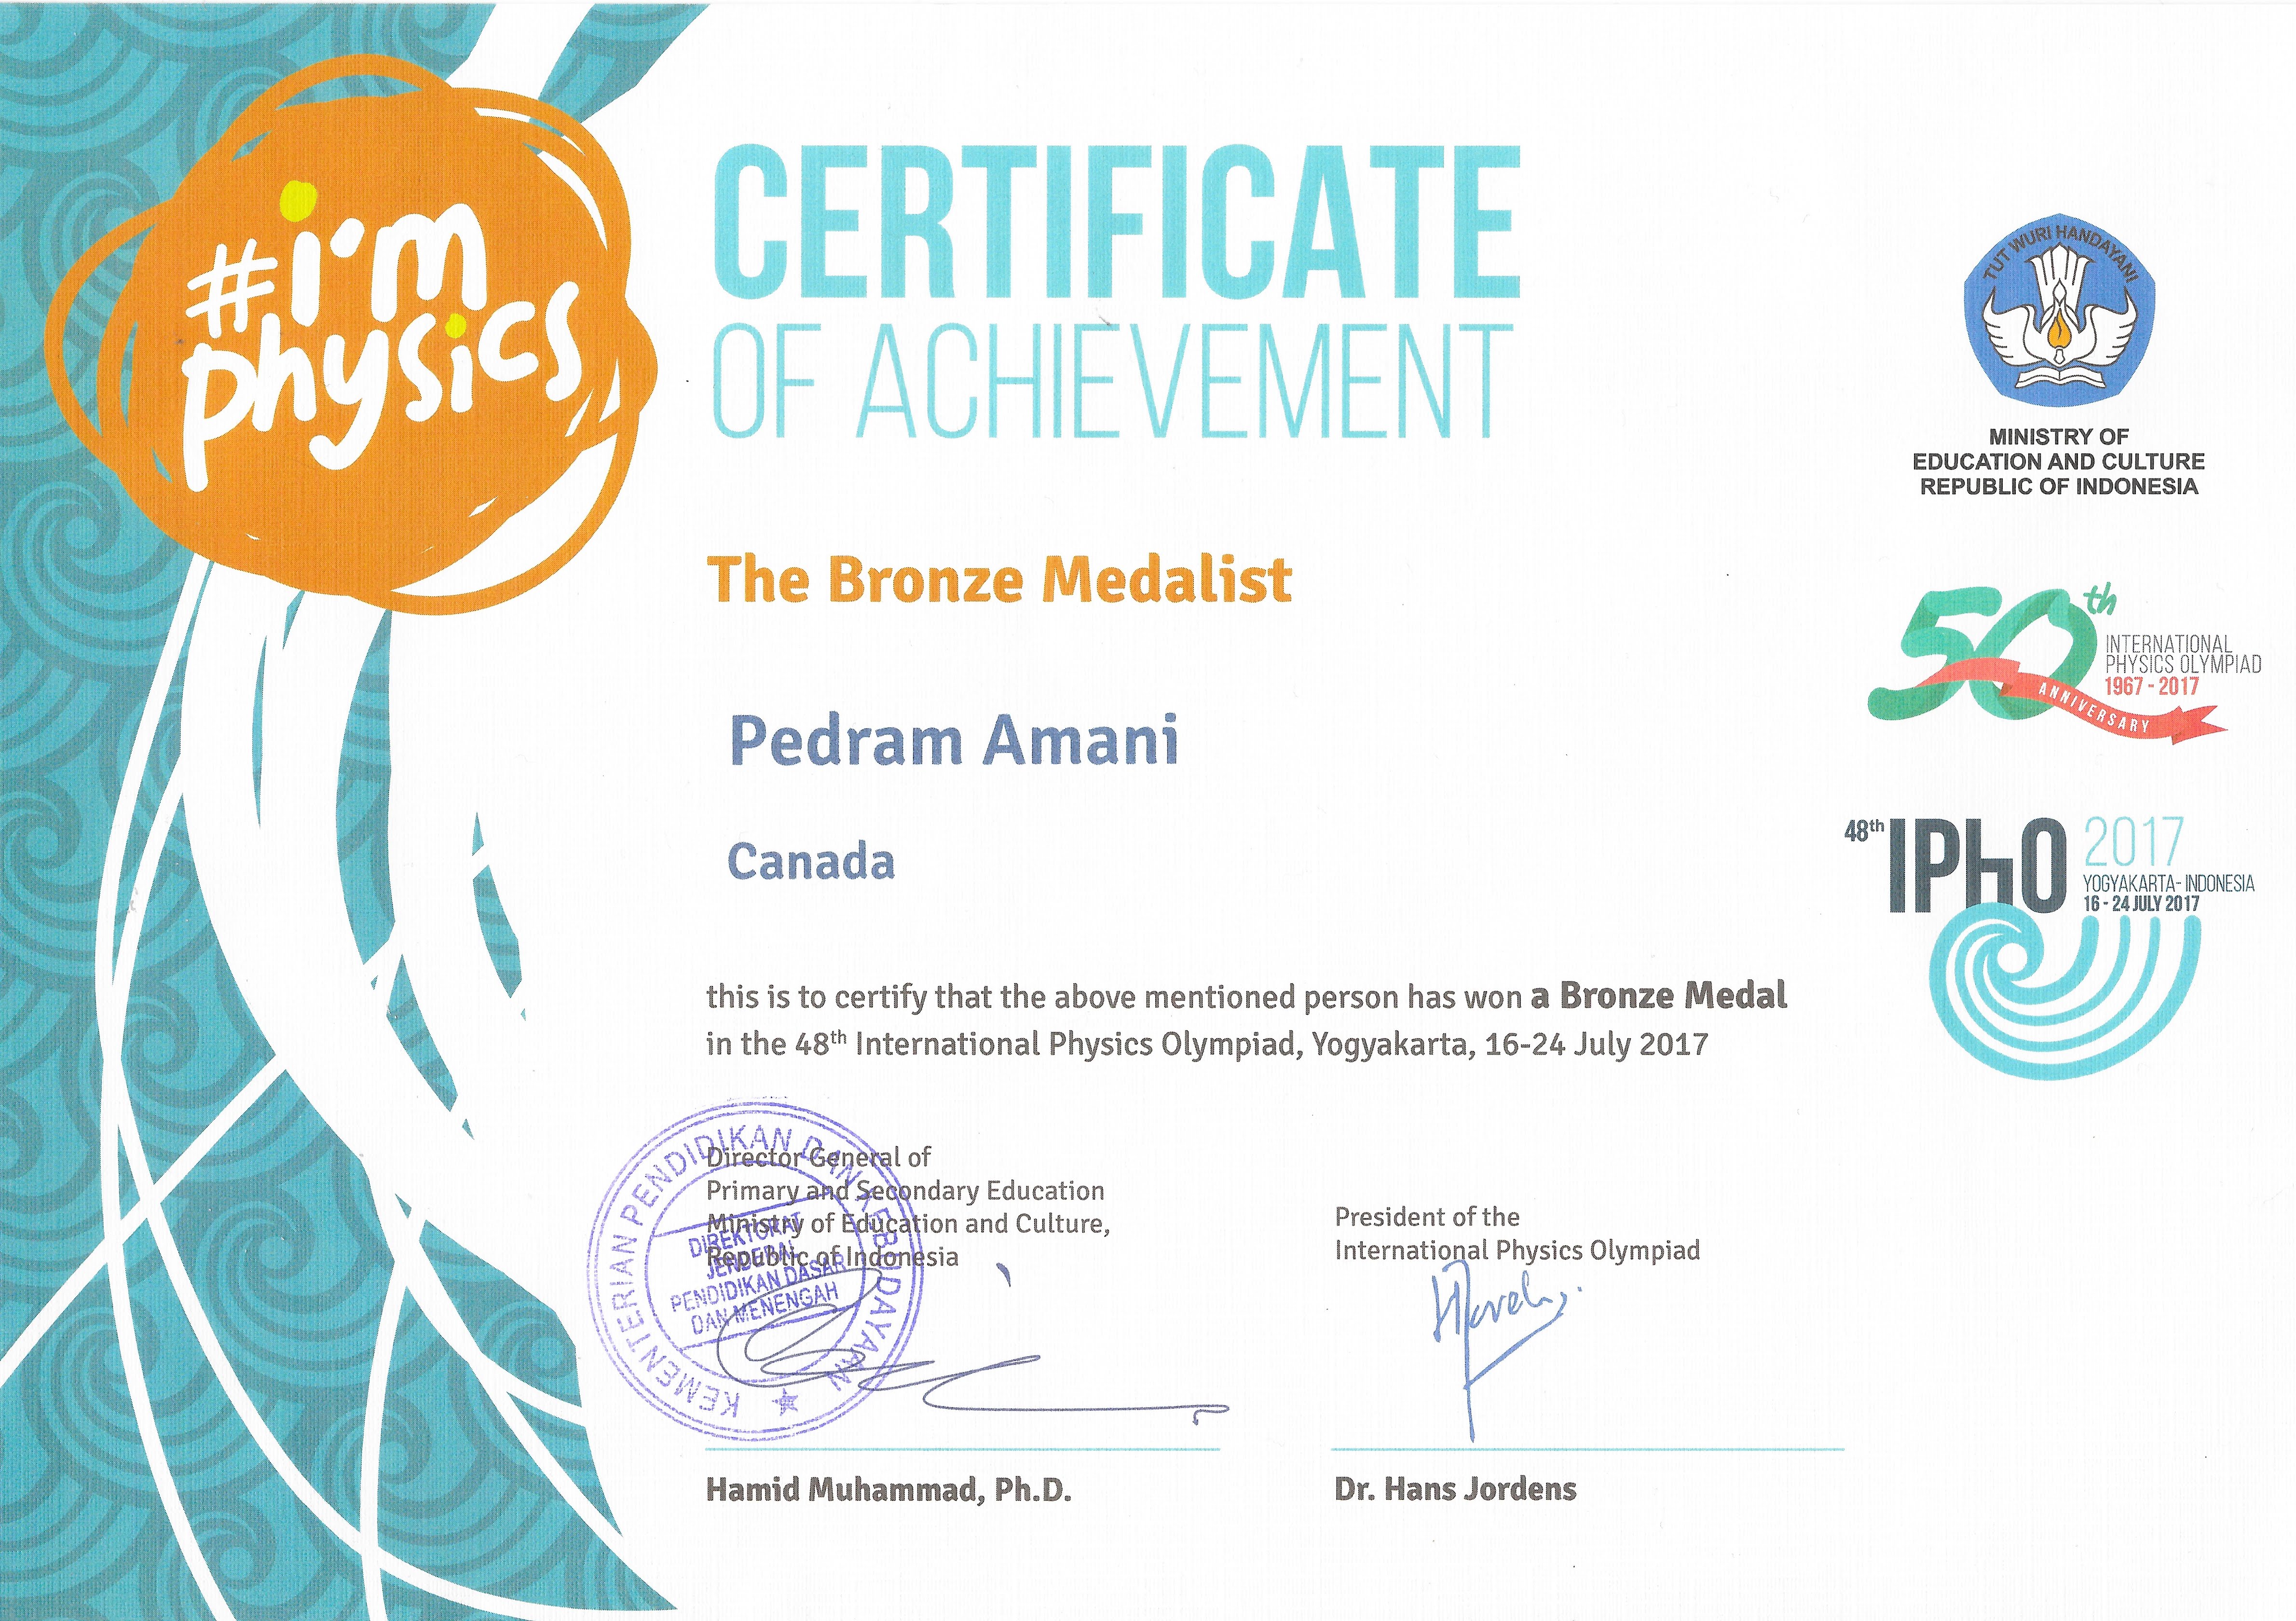 #i'm
physics
CERTIFICATE
OF ACHIEVEMENT
TUT WURI HANDAYANI
MINISTRY OF
EDUCATION AND CULTURE
REPUBLIC OF INDONESIA
The Bronze Medalist
50th
INTERNATIONAL
PHYSICS OLYMPIAD
1967 - 2017
ANNIVERSARY
Pedram Amani
Canada
48th IPhO 2017
YOGYAKARTA- INDONESIA
16 - 24 JULY 2017
this is to certify that the above mentioned person has won a Bronze Medal
in the 48th International Physics Olympiad, Yogyakarta, 16-24 July 2017
Director General of
Primary and Secondary Education
Ministry of Education and Culture,
Republic of Indonesia
KEMENTERIAN PENDIDIKAN DAN KEBUDAYAAN
DIREKTORAT
JENDERAL
PENDIDIKAN DASAR
DAN MENENGAH
President of the
International Physics Olympiad
Hamid Muhammad, Ph.D.
Dr. Hans Jordens